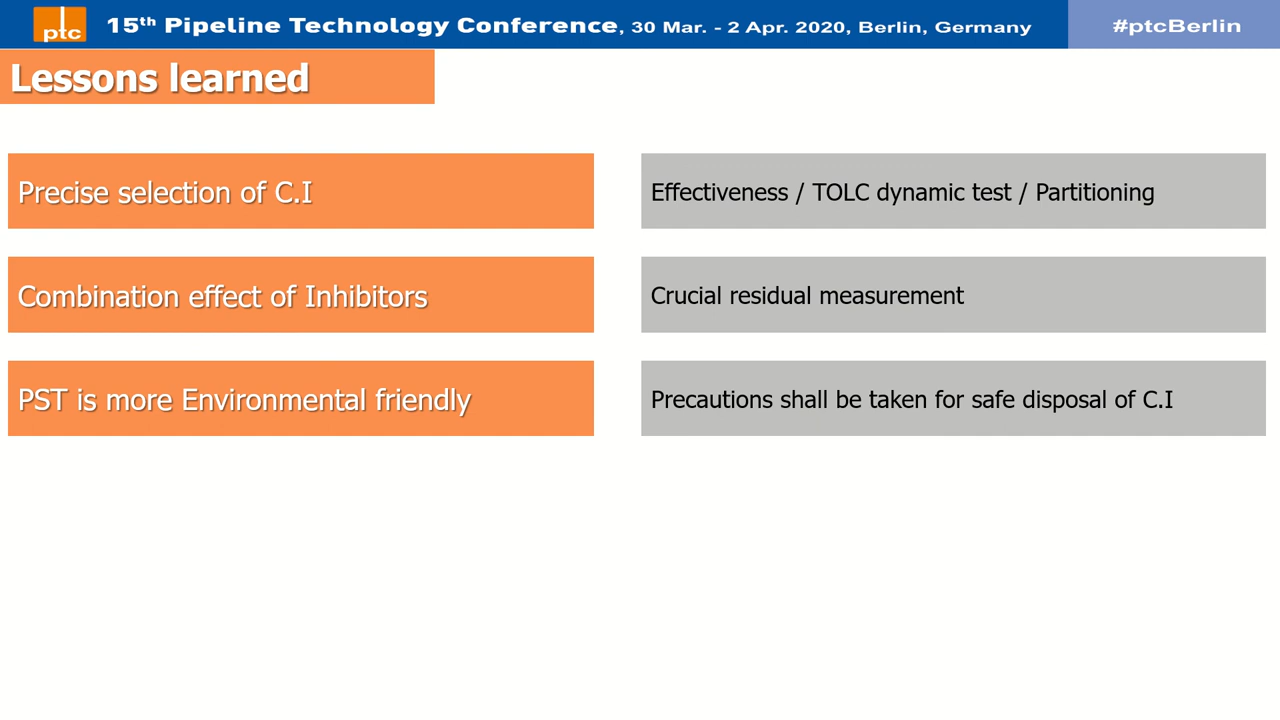 ptc
15th Pipeline Technology Conference, 30 Mar. - 2 Apr. 2020, Berlin, Germany
#ptcBerlin
Lessons learned
Precise selection of C.I
Effectiveness / TOLC dynamic test / Partitioning
Combination effect of Inhibitors
Crucial residual measurement
PST is more Environmental friendly
Precautions shall be taken for safe disposal of C.I